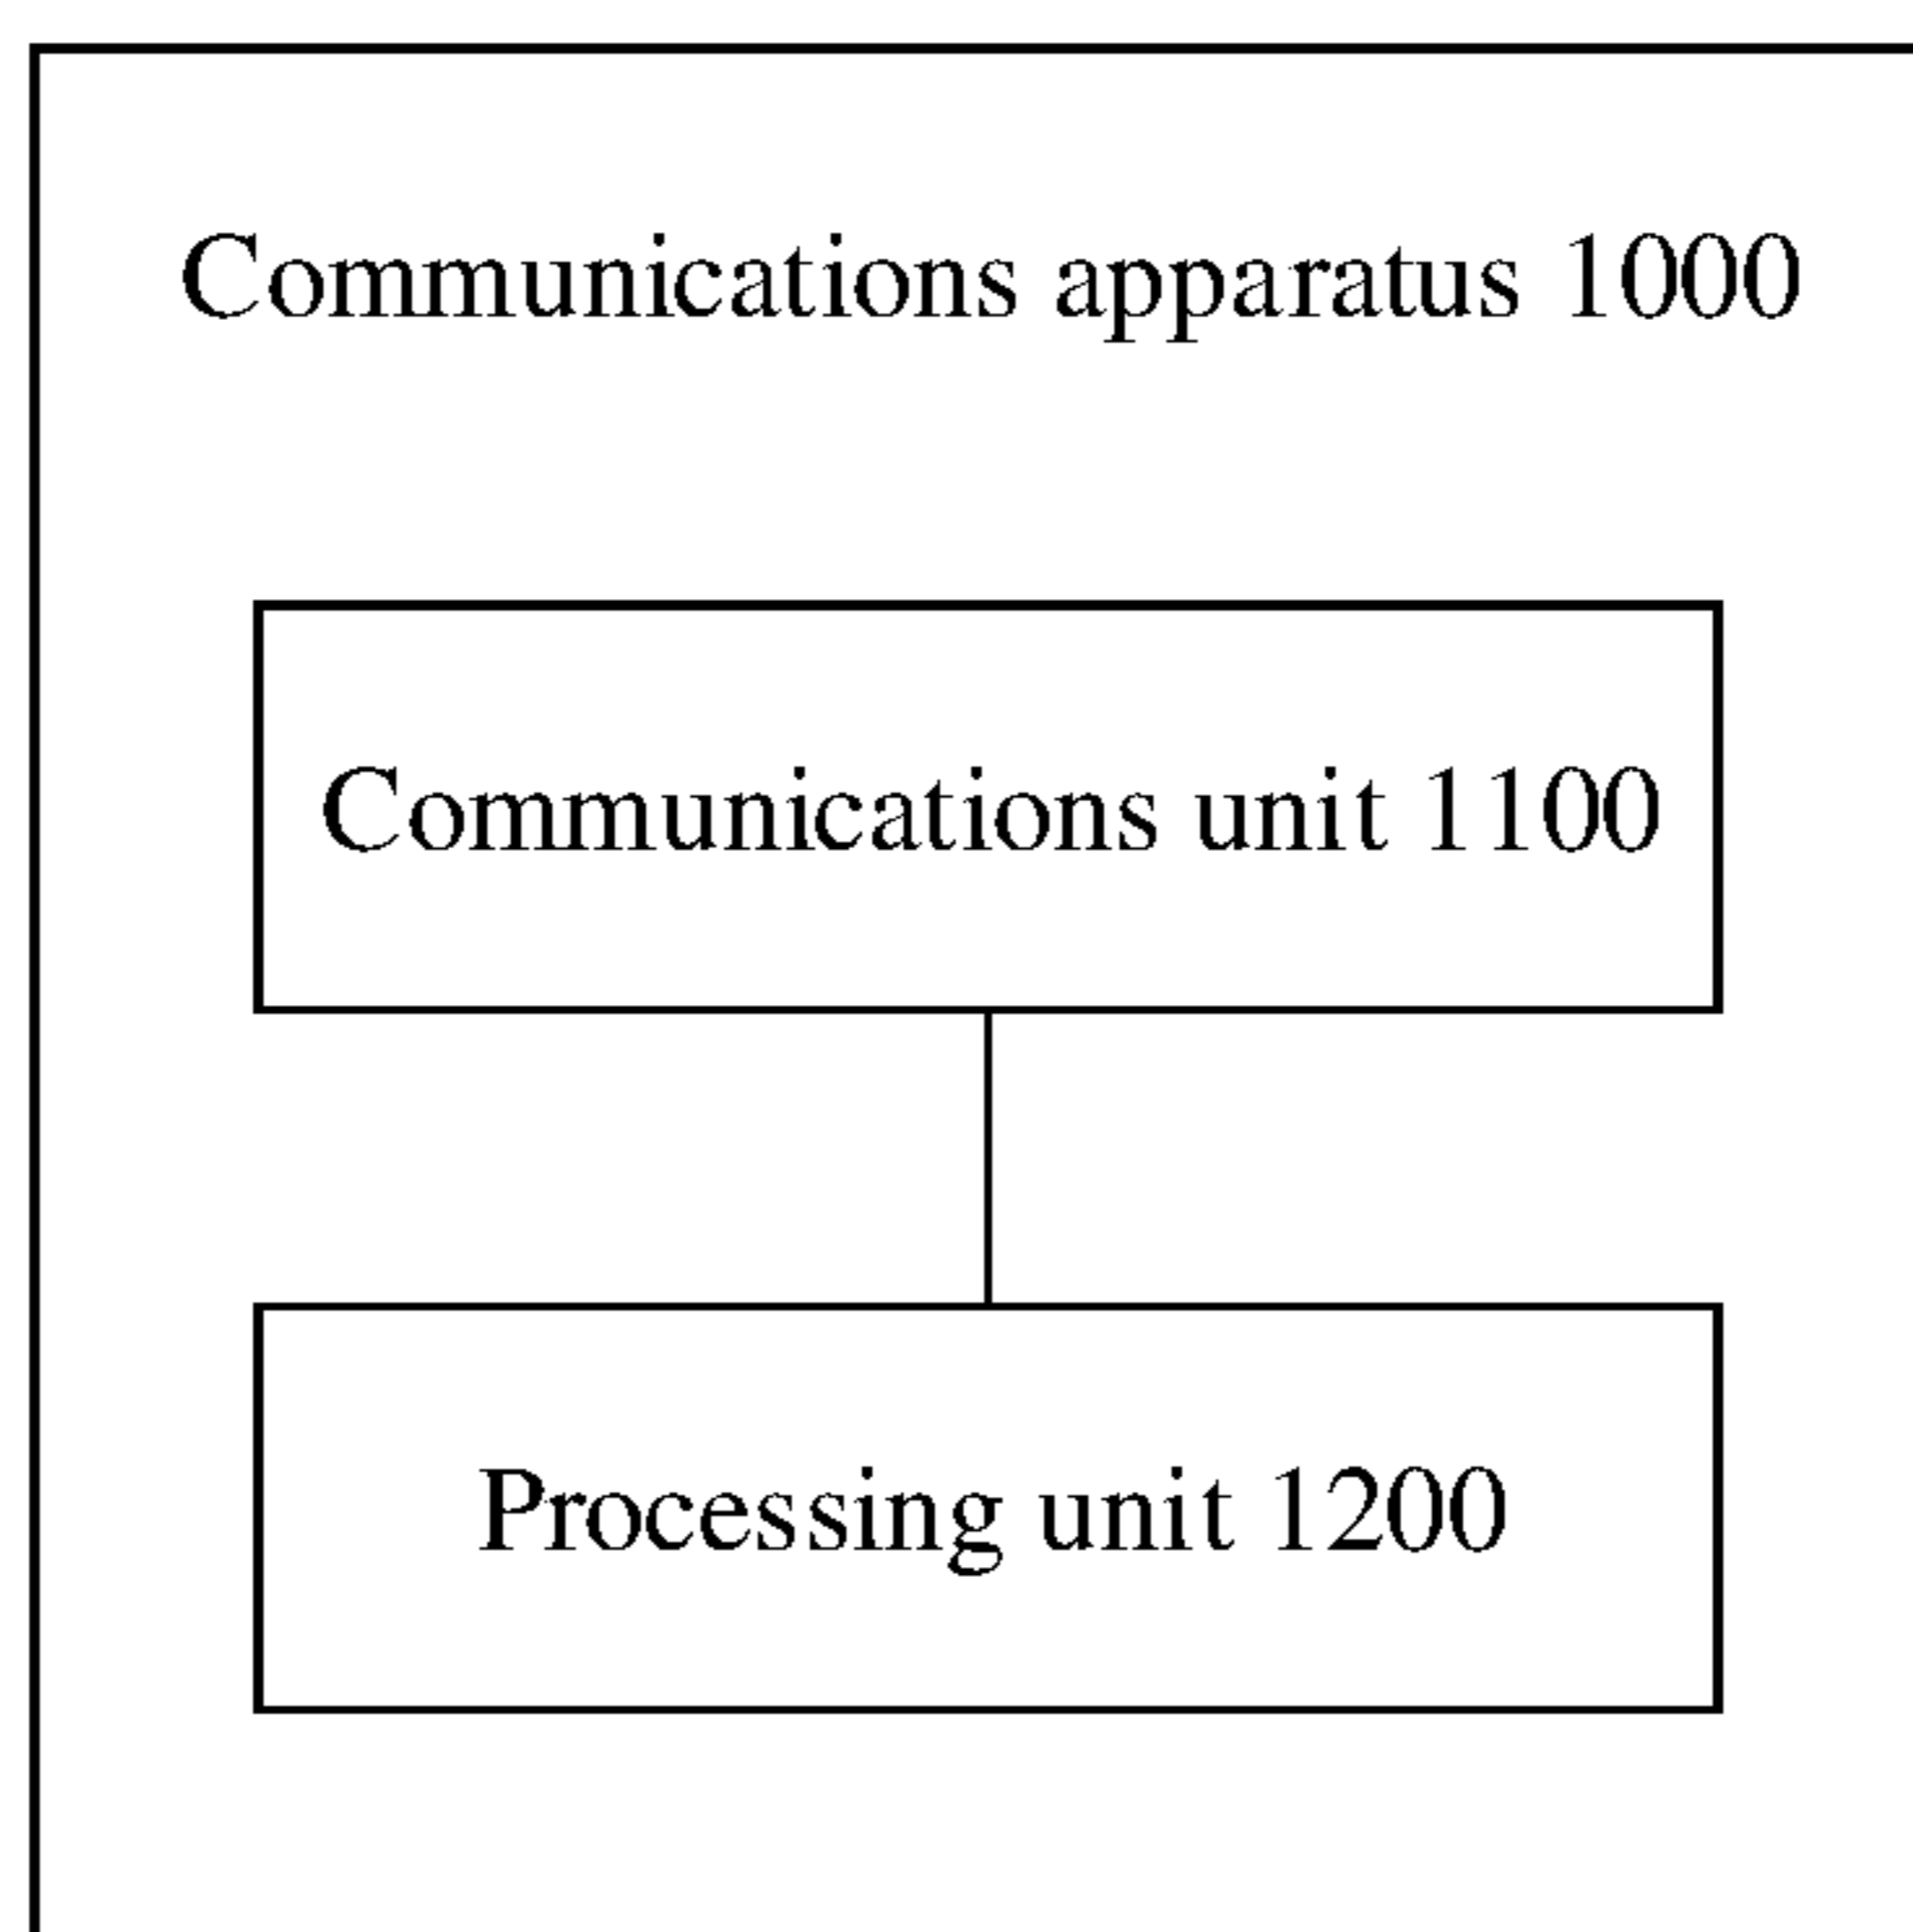 Communications apparatus 1000
Communications unit 1100
Processing unit 1200